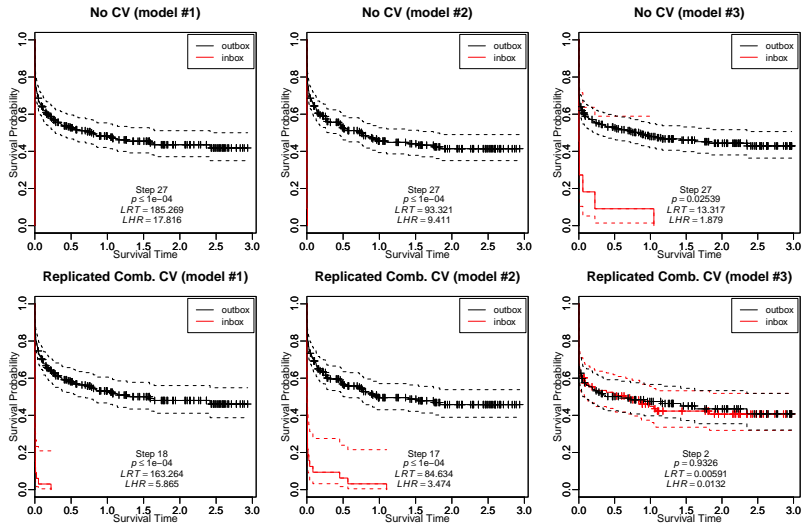 No CV (model #1)
1.0
0.8
0.6
0.4
0.2
0.0
Survival Probability
outbox
inbox
Step 27
p ≤ 1e−04
LRT = 185.269
LHR = 17.816
0.0 0.5 1.0 1.5 2.0 2.5 3.0
Survival Time
No CV (model #2)
1.0
0.8
0.6
0.4
0.2
0.0
Survival Probability
outbox
inbox
Step 27
p ≤ 1e−04
LRT = 93.321
LHR = 9.411
0.0 0.5 1.0 1.5 2.0 2.5 3.0
Survival Time
No CV (model #3)
1.0
0.8
0.6
0.4
0.2
0.0
Survival Probability
outbox
inbox
Step 27
p = 0.02539
LRT = 13.317
LHR = 1.879
0.0 0.5 1.0 1.5 2.0 2.5 3.0
Survival Time
Replicated Comb. CV (model #1)
1.0
0.8
0.6
0.4
0.2
0.0
Survival Probability
outbox
inbox
Step 18
p ≤ 1e−04
LRT = 163.264
LHR = 5.865
0.0 0.5 1.0 1.5 2.0 2.5 3.0
Survival Time
Replicated Comb. CV (model #2)
1.0
0.8
0.6
0.4
0.2
0.0
Survival Probability
outbox
inbox
Step 17
p ≤ 1e−04
LRT = 84.634
LHR = 3.474
0.0 0.5 1.0 1.5 2.0 2.5 3.0
Survival Time
Replicated Comb. CV (model #3)
1.0
0.8
0.6
0.4
0.2
0.0
Survival Probability
outbox
inbox
Step 2
p = 0.9326
LRT = 0.00591
LHR = 0.0132
0.0 0.5 1.0 1.5 2.0 2.5 3.0
Survival Time